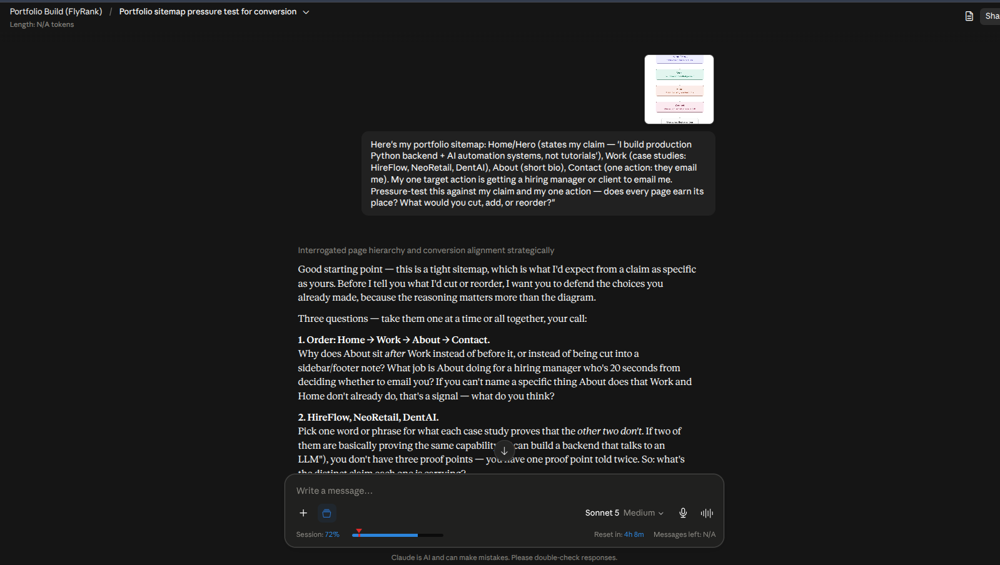 Portfolio Build (FlyRank) / Portfolio sitemap pressure test for conversion
Length: N/A tokens
Sha
Contact
Here's my portfolio sitemap: Home/Hero (states my claim — 'I build production
Python backend + AI automation systems, not tutorials'), Work (case studies:
HireFlow, NeoRetail, DentAI), About (short bio), Contact (one action: they email
me). My one target action is getting a hiring manager or client to email me.
Pressure-test this against my claim and my one action — does every page earn its
place? What would you cut, add, or reorder?"
Interrogated page hierarchy and conversion alignment strategically
Good starting point — this is a tight sitemap, which is what I'd expect from a claim as specific
as yours. Before I tell you what I'd cut or reorder, I want you to defend the choices you
already made, because the reasoning matters more than the diagram.
Three questions — take them one at a time or all together, your call:
1. Order: Home → Work → About → Contact.
Why does About sit after Work instead of before it, or instead of being cut into a
sidebar/footer note? What job is About doing for a hiring manager who's 20 seconds from
deciding whether to email you? If you can't name a specific thing About does that Work and
Home don't already do, that's a signal — what do you think?
2. HireFlow, NeoRetail, DentAI.
Pick one word or phrase for what each case study proves that the other two don't. If two of
them are basically proving the same capability can build a backend that talks to an
LLM"), you don't have three proof points — you have one proof point told twice. So: what's
the distinct claim each one is carrying?
Write a message...
Sonnet 5 Medium
Session: 72%
Reset in: 4h 8m Messages left: N/A
Claude is AI and can make mistakes. Please double-check responses.